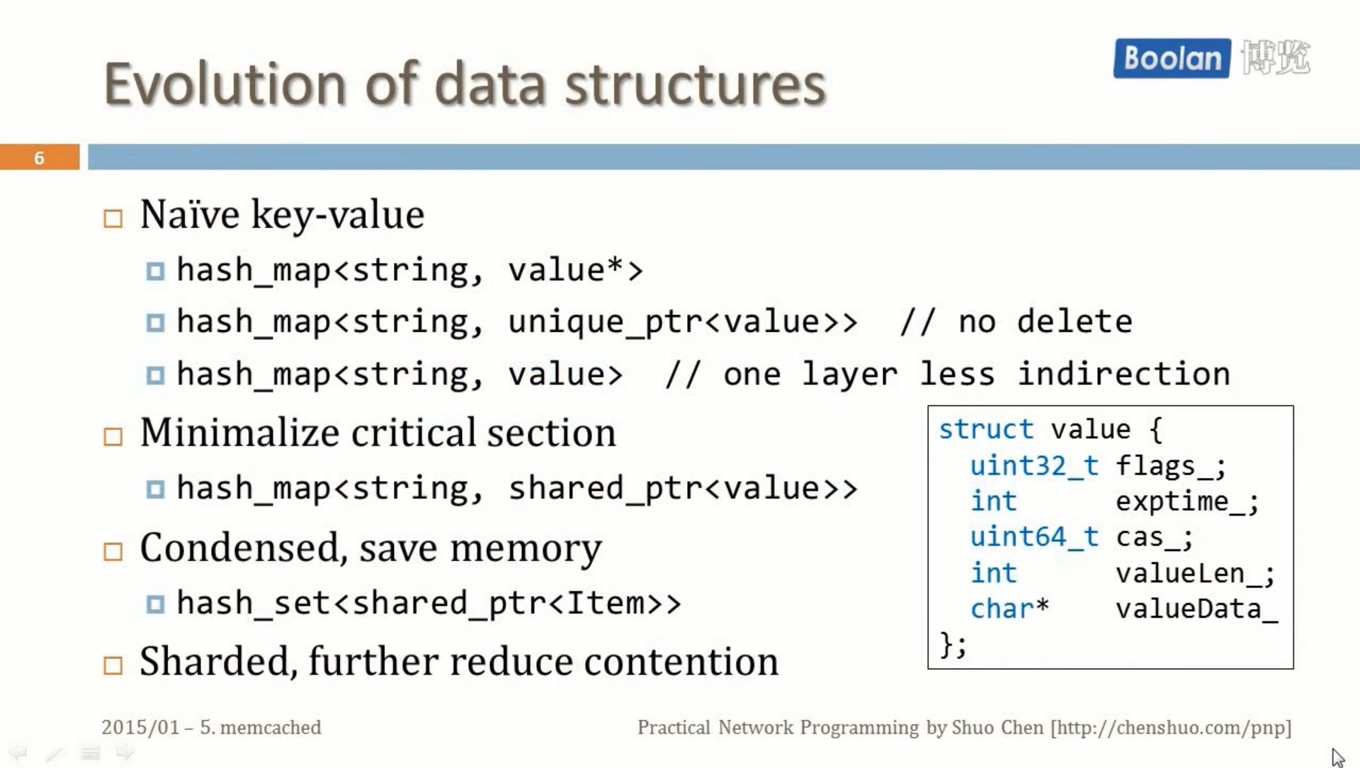 Boolan 博览
Evolution of data structures
6
Naïve key-value
hash_map<string, value*>
hash_map<string, unique_ptr<value>> // no delete
hash_map<string, value> // one layer less indirection
Minimalize critical section
hash_map<string, shared_ptr<value>>
Condensed, save memory
hash_set<shared_ptr<Item>>
Sharded, further reduce contention
struct value {
uint32_t flags_;
int exptime_;
uint64_t cas_;
int valueLen_;
char* valueData_
};
2015/01 – 5. memcached
Practical Network Programming by Shuo Chen [http://chenshuo.com/pnp]